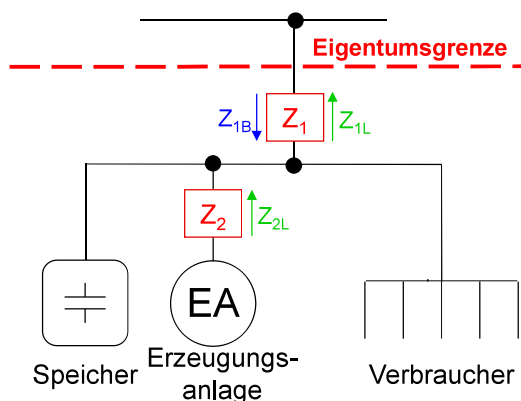 Eigentumsgrenze
Z1B
Z1
Z1L
Z2
Z2L
EA
Speicher
Erzeugungs-
anlage
Verbraucher